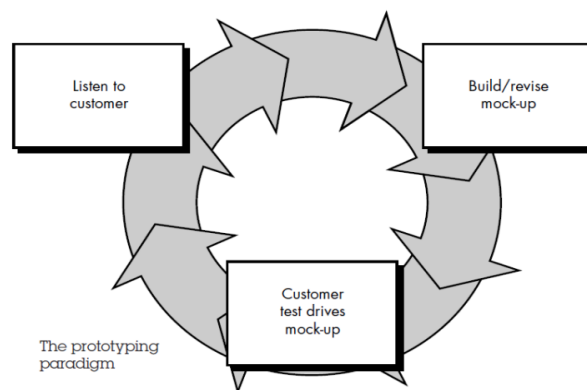 Listen to
customer
Build/revise
mock-up
Customer
test drives
mock-up
The prototyping
paradigm